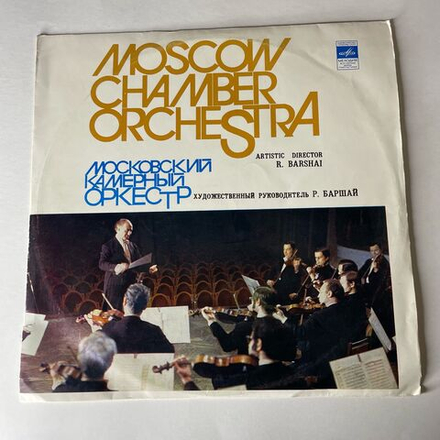 MOSCOW
CHAMBER
ORCHESTRA
ARTISTIC DIRECTOR
R. BARSHAI
МОСКОВСКИЙ
КАМЕРНЫЙ
ОРКЕСТР
ХУДОЖЕСТВЕННЫЙ РУКОВОДИТЕЛЬ Р. БАРШАЙ